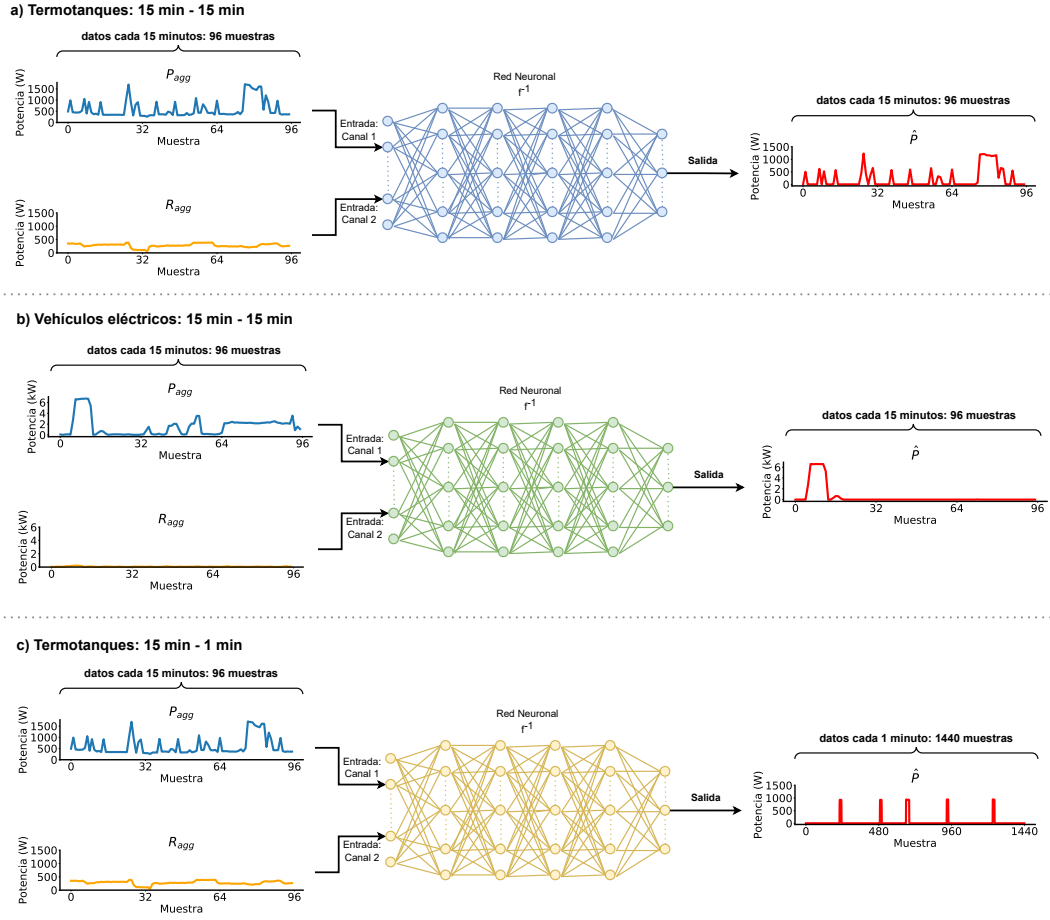 a) Termotanques: 15 min - 15 min
datos cada 15 minutos: 96 muestras
P_agg
Potencia (W)
1500
1000
500
0
0 32 64 96
Muestra
R_agg
Potencia (W)
1500
1000
500
0
0 32 64 96
Muestra
Entrada:
Canal 1
Entrada:
Canal 2
Red Neuronal
f⁻¹
Salida
datos cada 15 minutos: 96 muestras
P̂
Potencia (W)
1500
1000
500
0
0 32 64 96
Muestra
b) Vehículos eléctricos: 15 min - 15 min
datos cada 15 minutos: 96 muestras
P_agg
Potencia (kW)
6
4
2
0
0 32 64 96
Muestra
R_agg
Potencia (kW)
6
4
2
0
0 32 64 96
Muestra
Entrada:
Canal 1
Entrada:
Canal 2
Red Neuronal
f⁻¹
Salida
datos cada 15 minutos: 96 muestras
P̂
Potencia (kW)
6
4
2
0
0 32 64 96
Muestra
c) Termotanques: 15 min - 1 min
datos cada 15 minutos: 96 muestras
P_agg
Potencia (W)
1500
1000
500
0
0 32 64 96
Muestra
R_agg
Potencia (W)
1500
1000
500
0
0 32 64 96
Muestra
Entrada:
Canal 1
Entrada:
Canal 2
Red Neuronal
f⁻¹
Salida
datos cada 1 minuto: 1440 muestras
P̂
Potencia (W)
1500
1000
500
0
0 480 960 1440
Muestra